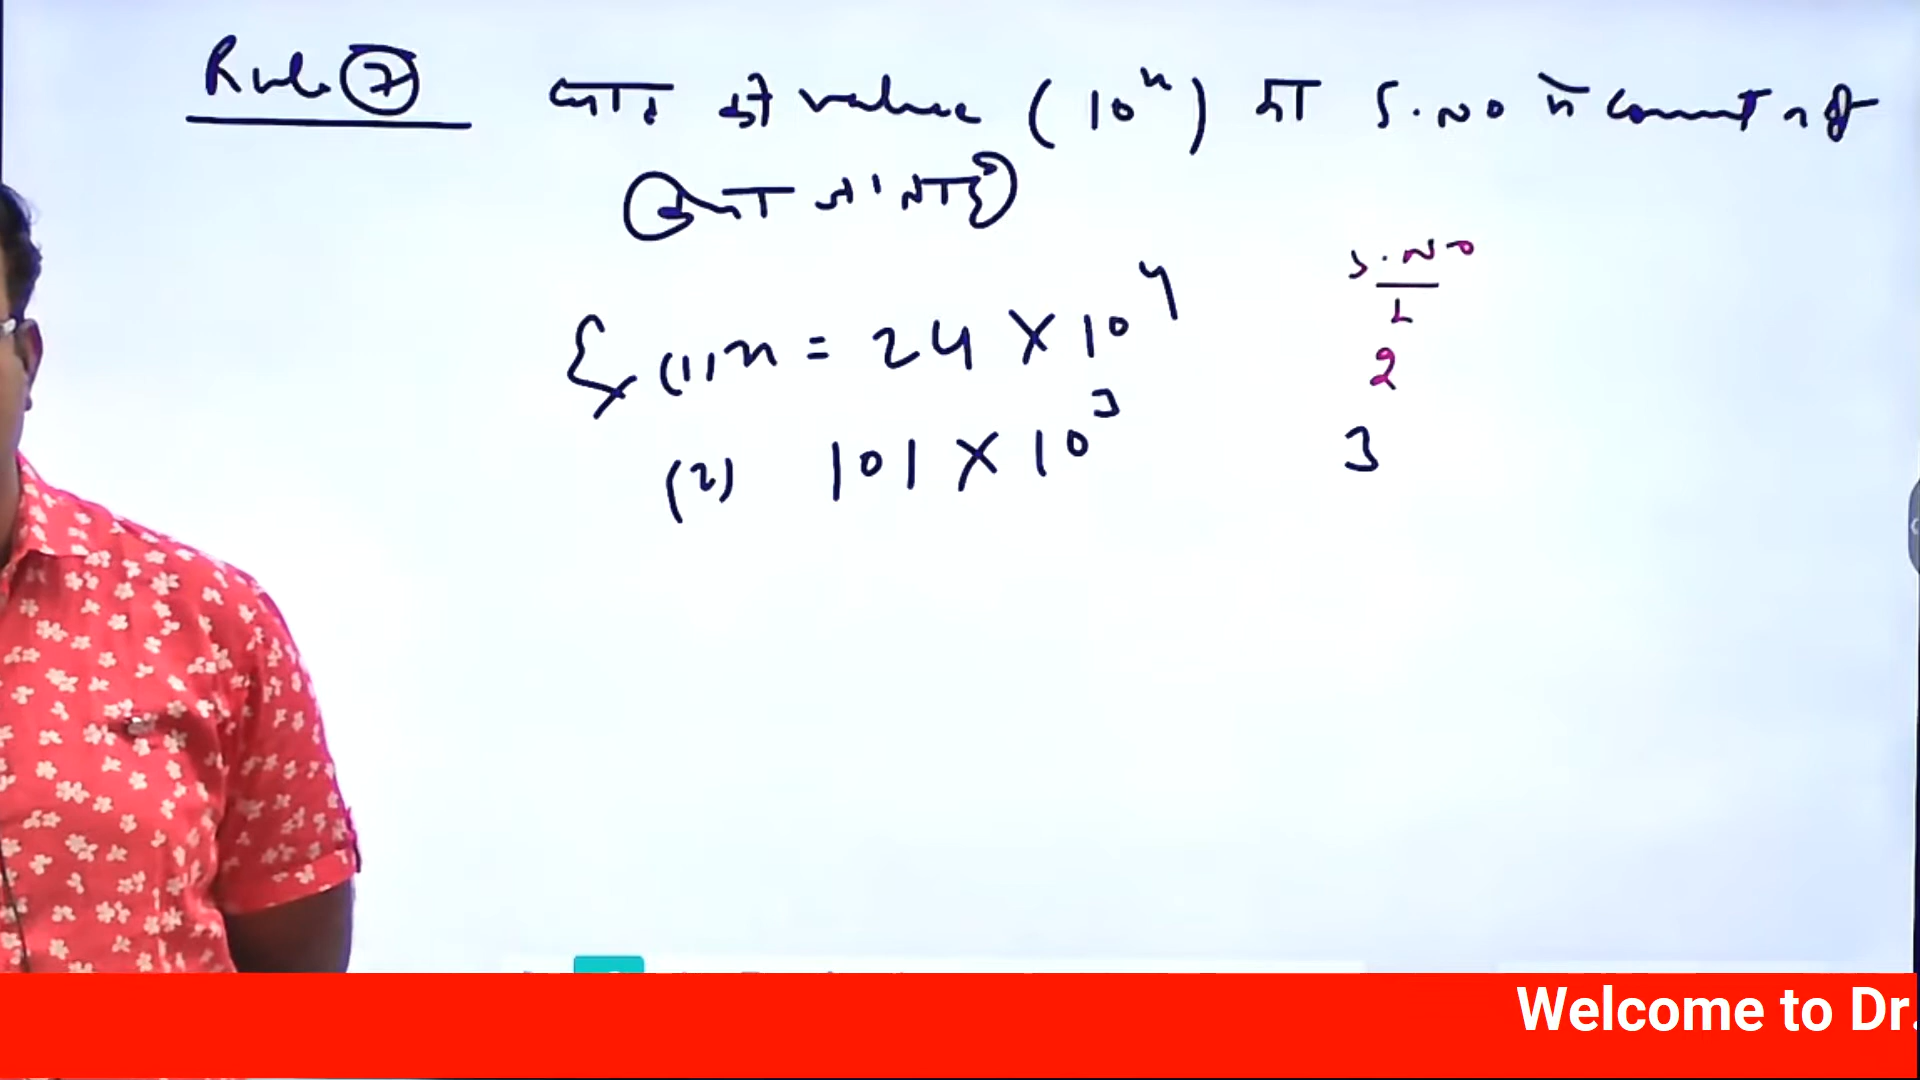 Rule 7 घात की value (10ⁿ) का S.NO में count नही
किया जाता है
Ex (1) n = 24 × 10⁴ 2
(2) 101 × 10³ 3
S.NO
Welcome to Dr.